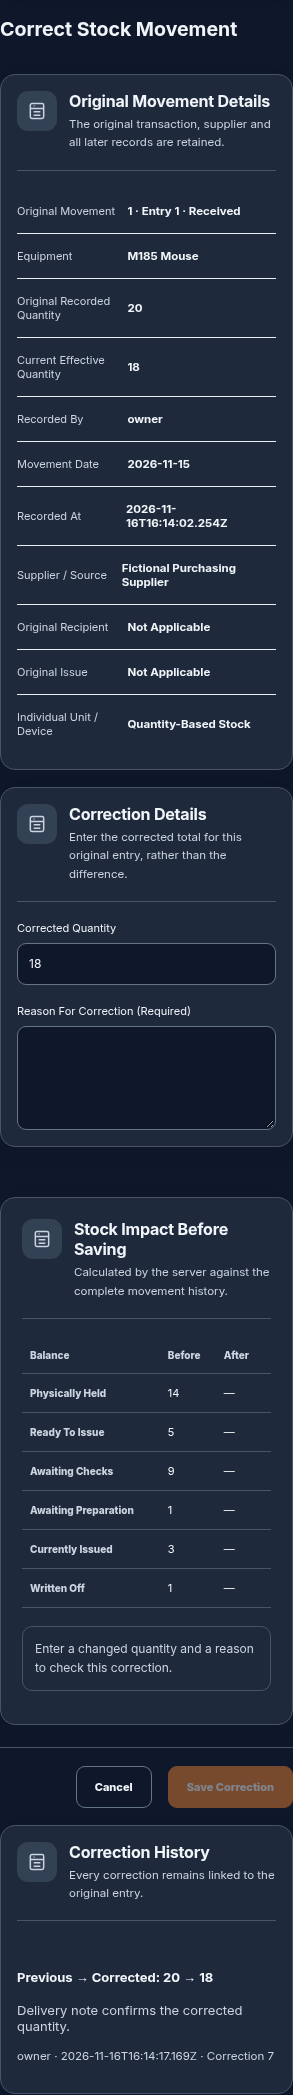 Correct Stock Movement
Original Movement Details
The original transaction, supplier and
all later records are retained.
Original Movement 1 · Entry 1 · Received
Equipment M185 Mouse
Original Recorded
Quantity
20
Current Effective
Quantity
18
Recorded By owner
Movement Date 2026-11-15
Recorded At
2026-11-
16T16:14:02.254Z
Supplier / Source
Fictional Purchasing
Supplier
Original Recipient Not Applicable
Original Issue Not Applicable
Individual Unit /
Device
Quantity-Based Stock
Correction Details
Enter the corrected total for this
original entry, rather than the
difference.
Corrected Quantity
18
Reason For Correction (Required)
Stock Impact Before
Saving
Calculated by the server against the
complete movement history.
Balance Before After
Physically Held 14 —
Ready To Issue 5 —
Awaiting Checks 9 —
Awaiting Preparation 1 —
Currently Issued 3 —
Written Off 1 —
Enter a changed quantity and a reason
to check this correction.
Cancel Save Correction
Correction History
Every correction remains linked to the
original entry.
Previous → Corrected: 20 → 18
Delivery note confirms the corrected
quantity.
owner · 2026-11-16T16:14:17.169Z · Correction 7